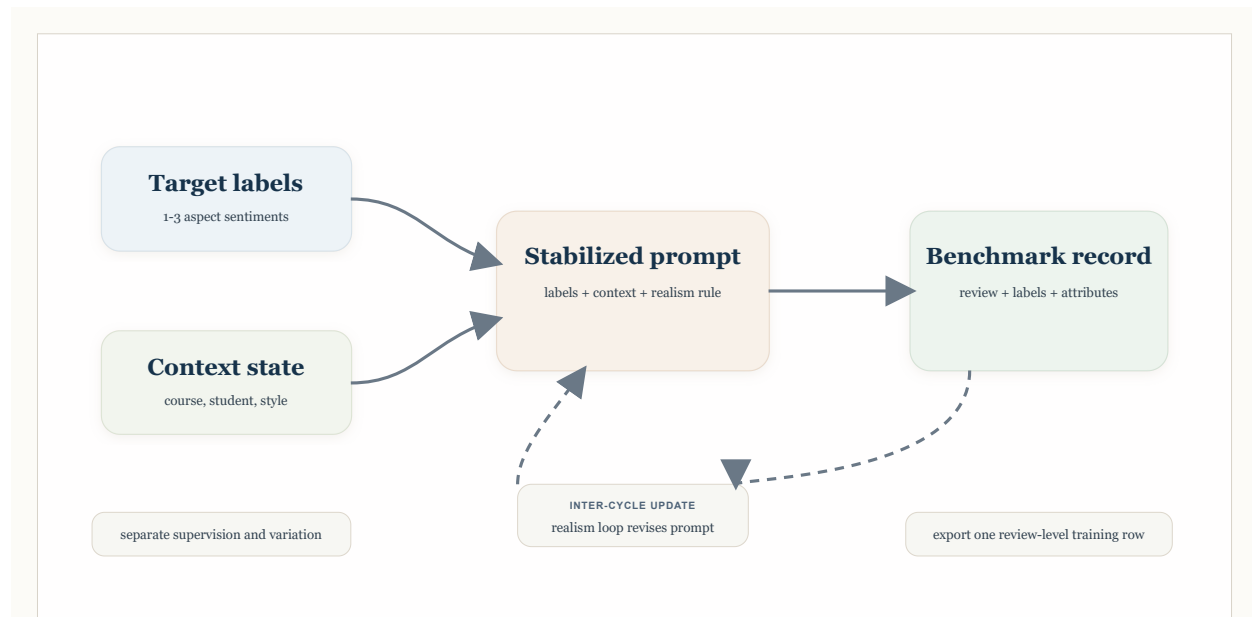 Target labels
1-3 aspect sentiments
Context state
course, student, style
Stabilized prompt
labels + context + realism rule
Benchmark record
review + labels + attributes
INTER-CYCLE UPDATE
realism loop revises prompt
separate supervision and variation
export one review-level training row